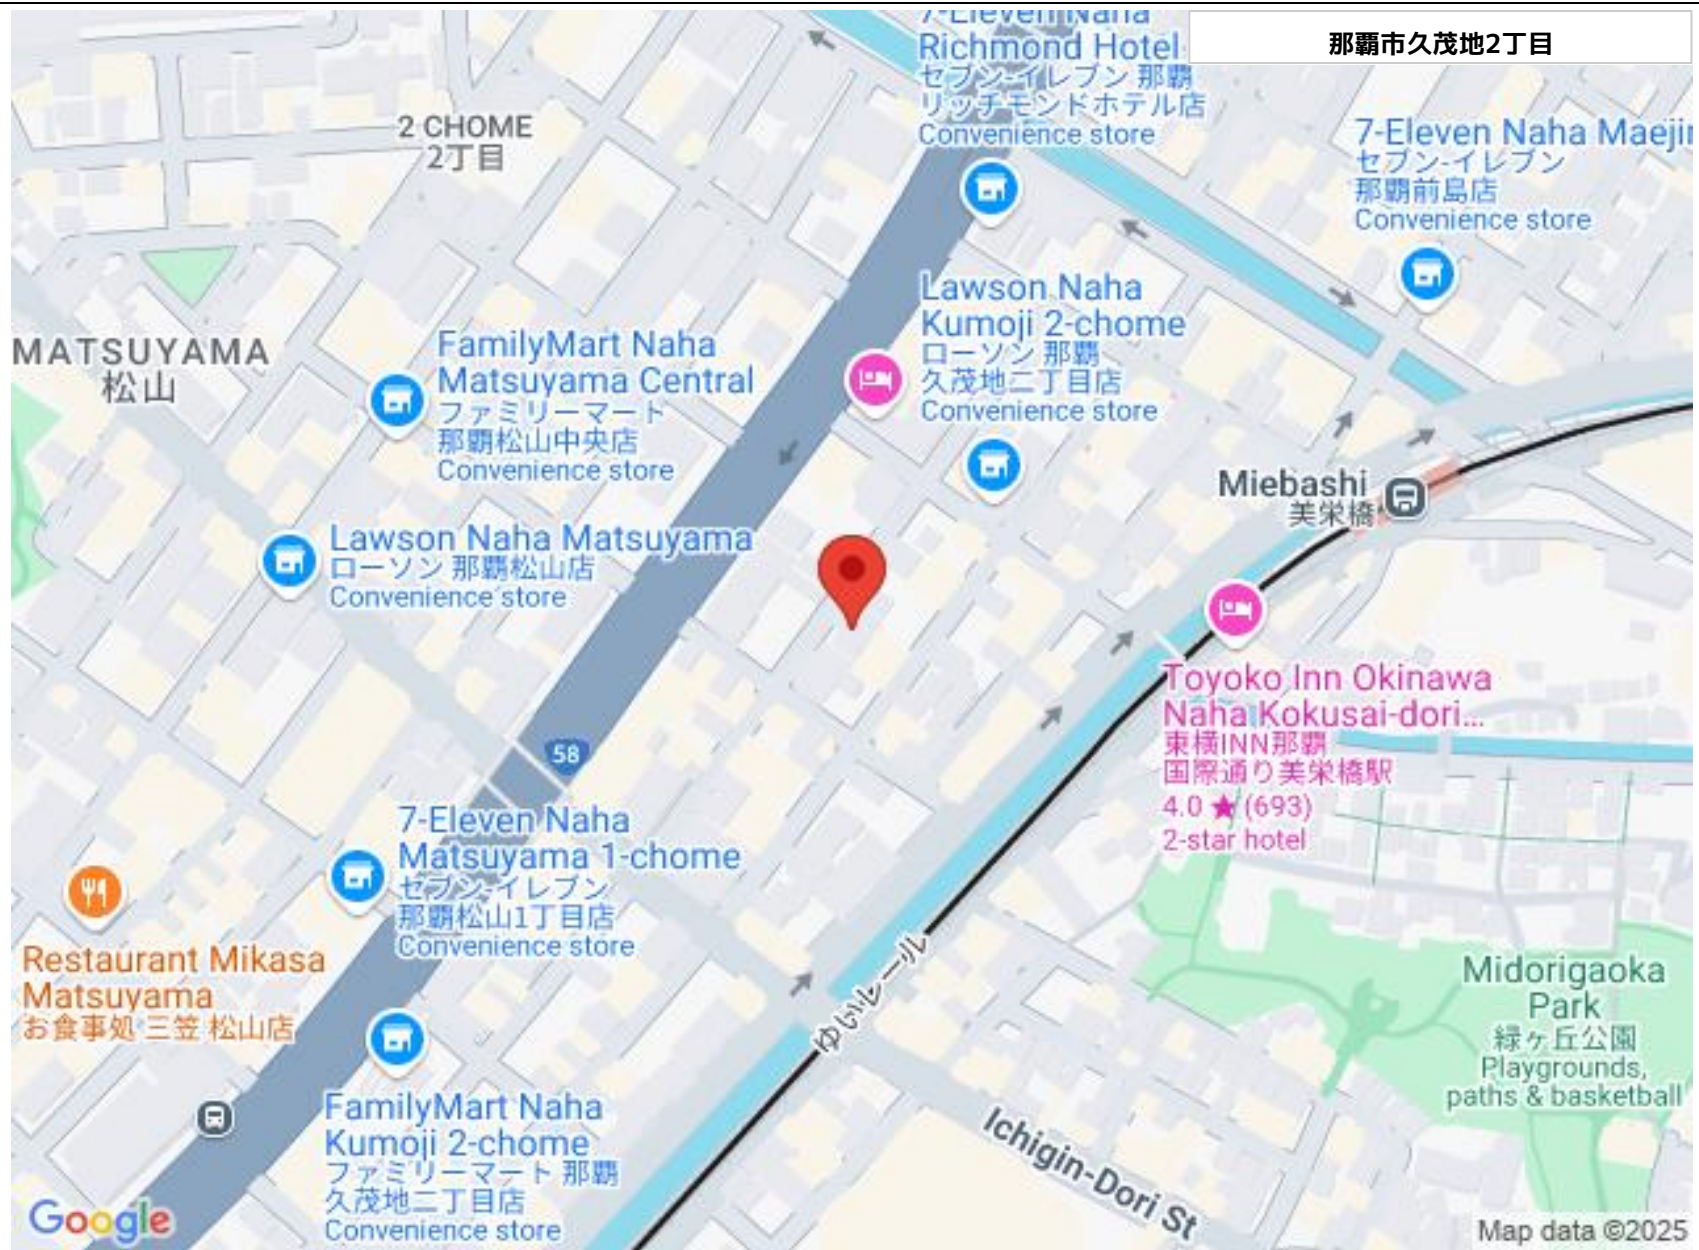 7-Eleven Naha
Richmond Hotel
セブン-イレブン 那覇
リッチモンドホテル店
Convenience store
那覇市久茂地2丁目
2 CHOME
2丁目
7-Eleven Naha Maejin
セブン-イレブン
那覇前島店
Convenience store
Lawson Naha
Kumoji 2-chome
ローソン 那覇
久茂地二丁目店
Convenience store
MATSUYAMA
松山
FamilyMart Naha
Matsuyama Central
ファミリーマート
那覇松山中央店
Convenience store
Miebashi
美栄橋
Lawson Naha Matsuyama
ローソン 那覇松山店
Convenience store
Toyoko Inn Okinawa
Naha Kokusai-dori...
東横INN那覇
国際通り美栄橋駅
4.0 ★ (693)
2-star hotel
58
7-Eleven Naha
Matsuyama 1-chome
セブン-イレブン
那覇松山1丁目店
Convenience store
Restaurant Mikasa
Matsuyama
お食事処 三笠 松山店
ゆいレール
Midorigaoka
Park
緑ヶ丘公園
Playgrounds,
paths & basketball
FamilyMart Naha
Kumoji 2-chome
ファミリーマート 那覇
久茂地二丁目店
Convenience store
Ichigin-Dori St
Google
Map data ©2025